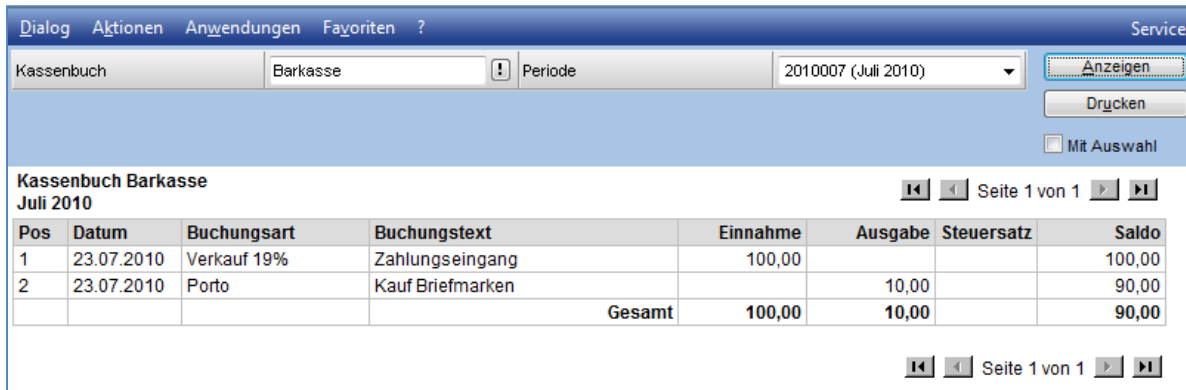 Dialog Aktionen Anwendungen Favoriten ? Service
Kassenbuch Barkasse ! Periode 2010007 (Juli 2010) Anzeigen
Drucken
Mit Auswahl
Kassenbuch Barkasse
Juli 2010
Seite 1 von 1
Pos Datum Buchungsart Buchungstext Einnahme Ausgabe Steuersatz Saldo
1 23.07.2010 Verkauf 19% Zahlungseingang 100,00 100,00
2 23.07.2010 Porto Kauf Briefmarken 10,00 90,00
Gesamt 100,00 10,00 90,00
Seite 1 von 1